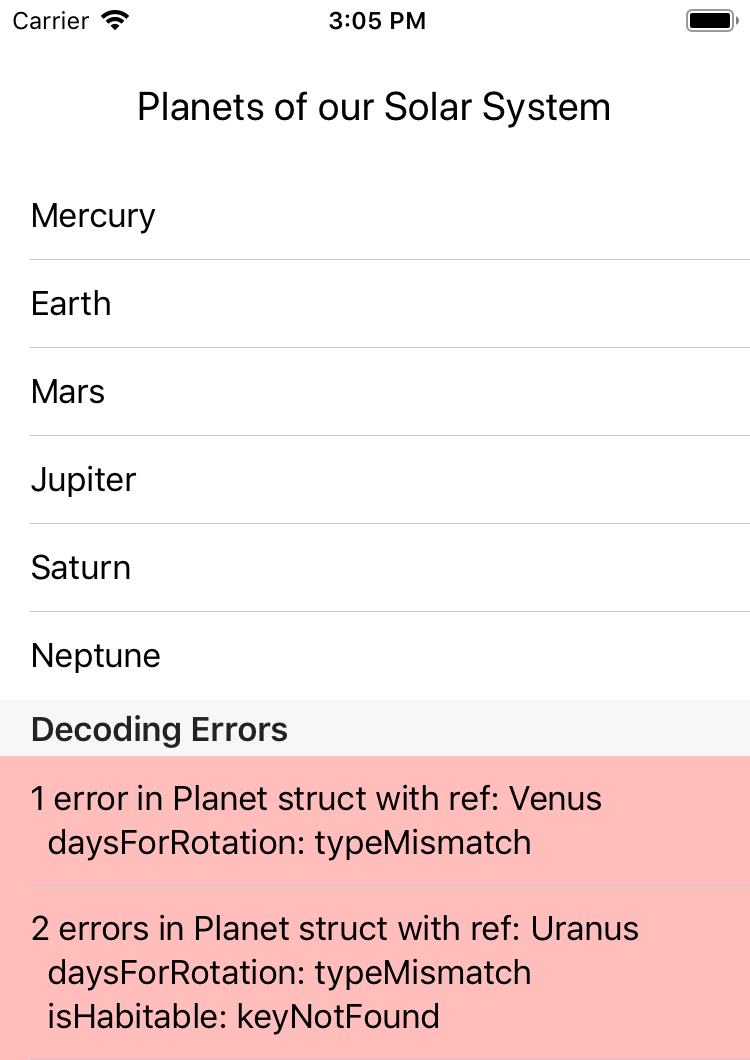 Carrier 3:05 PM
Planets of our Solar System
Mercury
Earth
Mars
Jupiter
Saturn
Neptune
Decoding Errors
1 error in Planet struct with ref: Venus
daysForRotation: typeMismatch
2 errors in Planet struct with ref: Uranus
daysForRotation: typeMismatch
isHabitable: keyNotFound